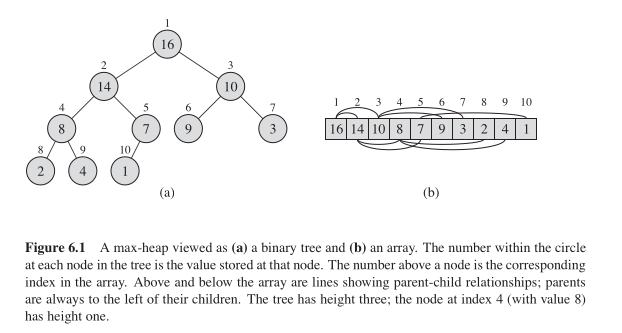 1
16
2 3
14 10
4 5 6 7
8 7 9 3
8 9 10
2 4 1
(a)
1 2 3 4 5 6 7 8 9 10
16 14 10 8 7 9 3 2 4 1
(b)
Figure 6.1 A max-heap viewed as (a) a binary tree and (b) an array. The number within the circle
at each node in the tree is the value stored at that node. The number above a node is the corresponding
index in the array. Above and below the array are lines showing parent-child relationships; parents
are always to the left of their children. The tree has height three; the node at index 4 (with value 8)
has height one.